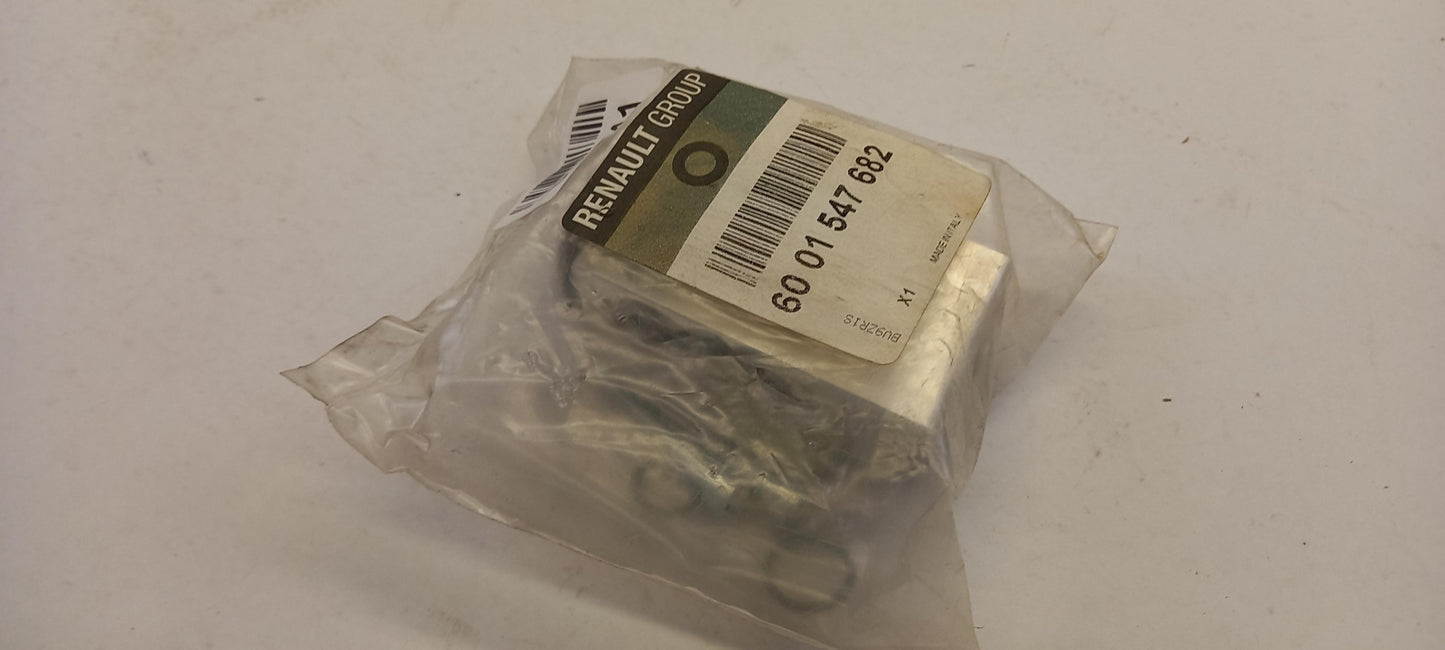 RENAULT GROUP
60 01 547 682
X1
MADE IN ITALY
BU9ZR1S